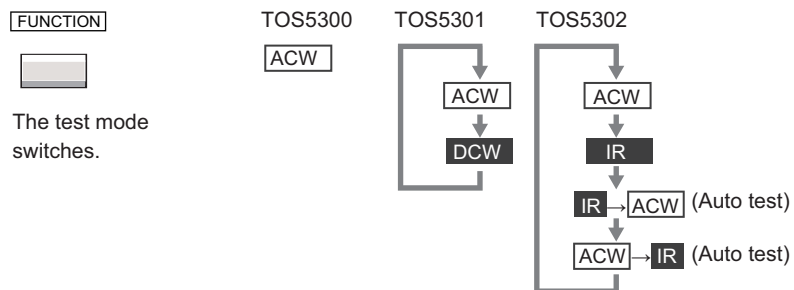 FUNCTION
The test mode
switches.
TOS5300 TOS5301 TOS5302
ACW
ACW
DCW
ACW
IR
IR→ACW (Auto test)
ACW→IR (Auto test)